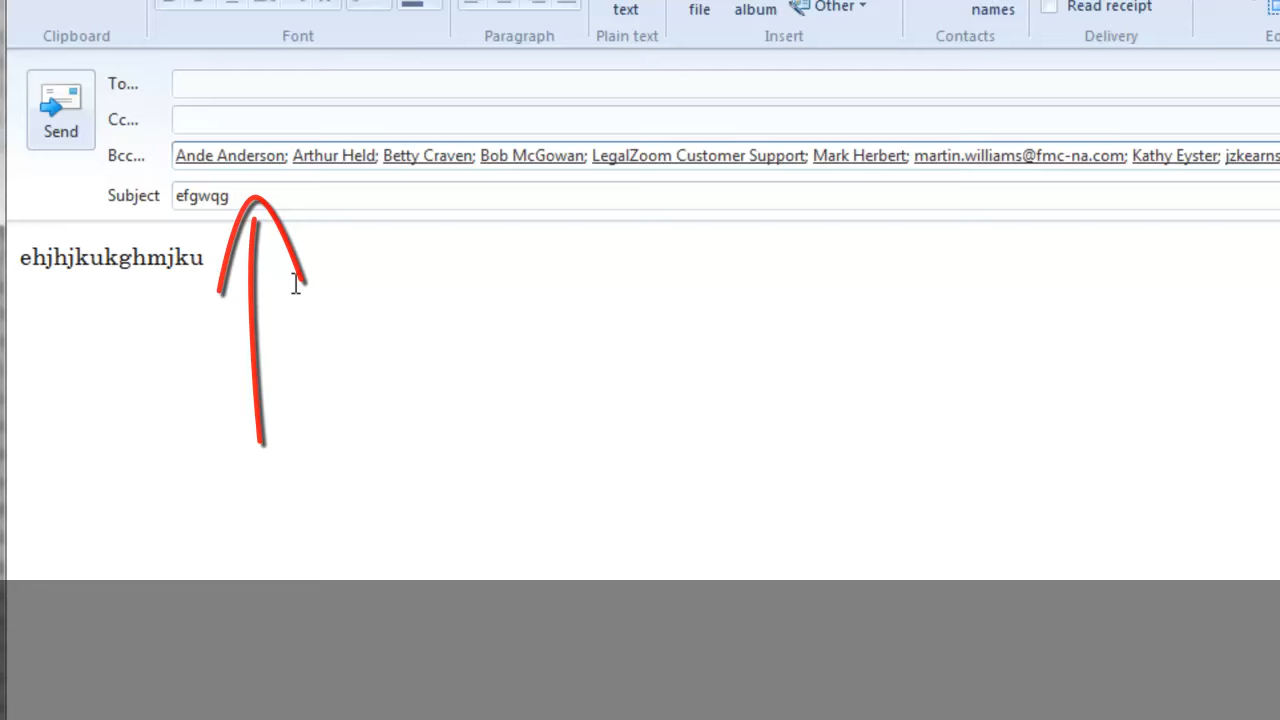 text file album Other names Read receipt
Clipboard Font Paragraph Plain text Insert Contacts Delivery
To...
Send Cc...
Bcc... Ande Anderson; Arthur Held; Betty Craven; Bob McGowan; LegalZoom Customer Support; Mark Herbert; martin.williams@fmc-na.com; Kathy Eyster; jzkearns
Subject efgwqg
ehjhjkukghmjku